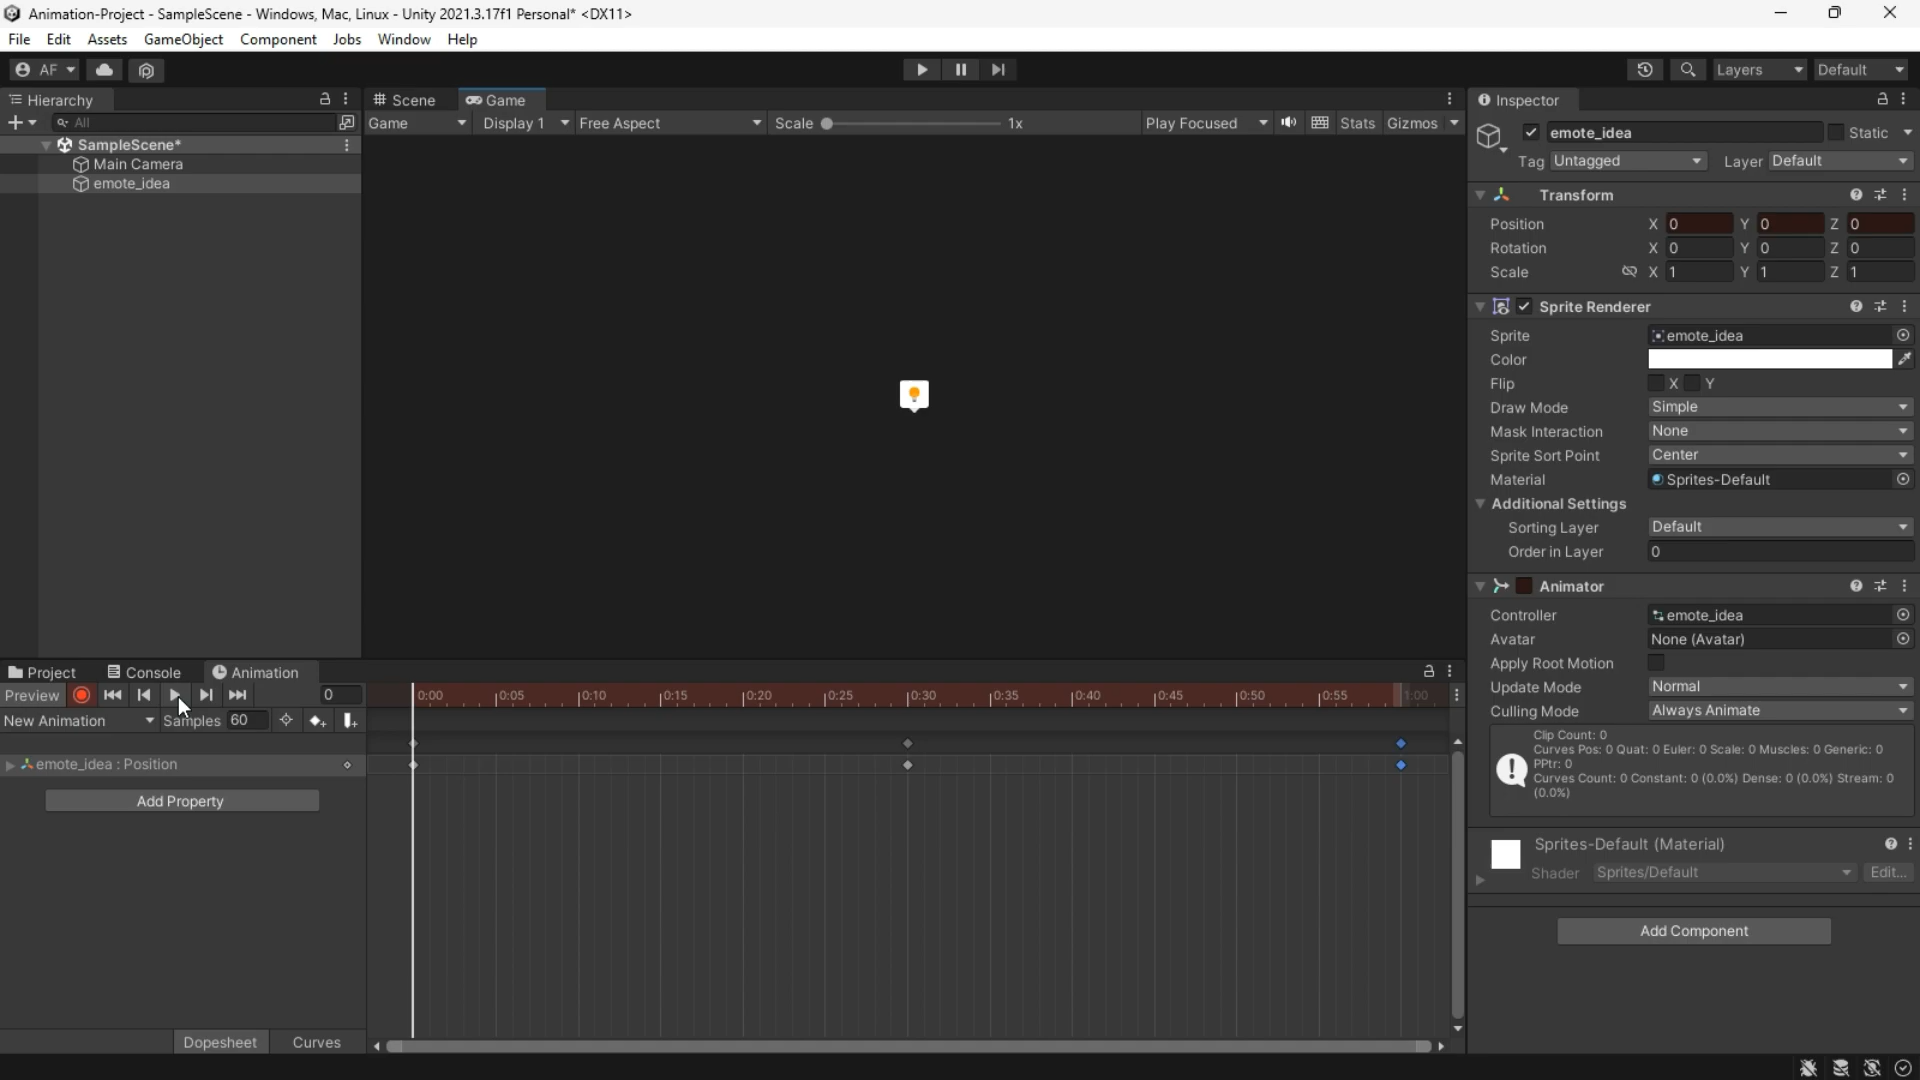 Animation-Project - SampleScene - Windows, Mac, Linux - Unity 2021.3.17f1 Personal* <DX11>
File Edit Assets GameObject Component Jobs Window Help
AF Layers Default
Hierarchy
All
SampleScene*
Main Camera
emote_idea
Scene Game
Game Display 1 Free Aspect Scale 1x Play Focused Stats Gizmos
Inspector
emote_idea Static
Tag Untagged Layer Default
Transform
Position X 0 Y 0 Z 0
Rotation X 0 Y 0 Z 0
Scale X 1 Y 1 Z 1
Sprite Renderer
Sprite emote_idea
Color
Flip X Y
Draw Mode Simple
Mask Interaction None
Sprite Sort Point Center
Material Sprites-Default
Additional Settings
Sorting Layer Default
Order in Layer 0
Animator
Controller emote_idea
Avatar None (Avatar)
Apply Root Motion
Update Mode Normal
Culling Mode Always Animate
Clip Count: 0
Curves Pos: 0 Quat: 0 Euler: 0 Scale: 0 Muscles: 0 Generic: 0
PPtr: 0
Curves Count: 0 Constant: 0 (0.0%) Dense: 0 (0.0%) Stream: 0
(0.0%)
Sprites-Default (Material)
Shader Sprites/Default Edit...
Add Component
Project Console Animation
Preview 0 0:00 0:05 0:10 0:15 0:20 0:25 0:30 0:35 0:40 0:45 0:50 0:55 1:00
New Animation Samples 60
emote_idea : Position
Add Property
Dopesheet Curves